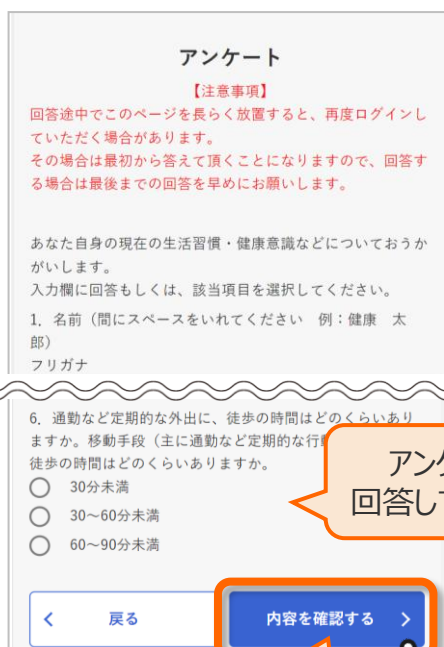 アンケート
【注意事項】
回答途中でこのページを長らく放置すると、再度ログインし
ていただく場合があります。
その場合は最初から答えて頂くことになりますので、回答す
る場合は最後までの回答を早めにお願いします。
あなた自身の現在の生活習慣・健康意識などについておうか
がいします。
入力欄に回答もしくは、該当項目を選択してください。
1. 名前（間にスペースをいれてください　例：健康　太
郎）
フリガナ
6. 通勤など定期的な外出に、徒歩の時間はどのくらいあり
ますか。移動手段（主に通勤など定期的な行
徒歩の時間はどのくらいありますか。
30分未満
30～60分未満
60～90分未満
アン
回答し
戻る
内容を確認する